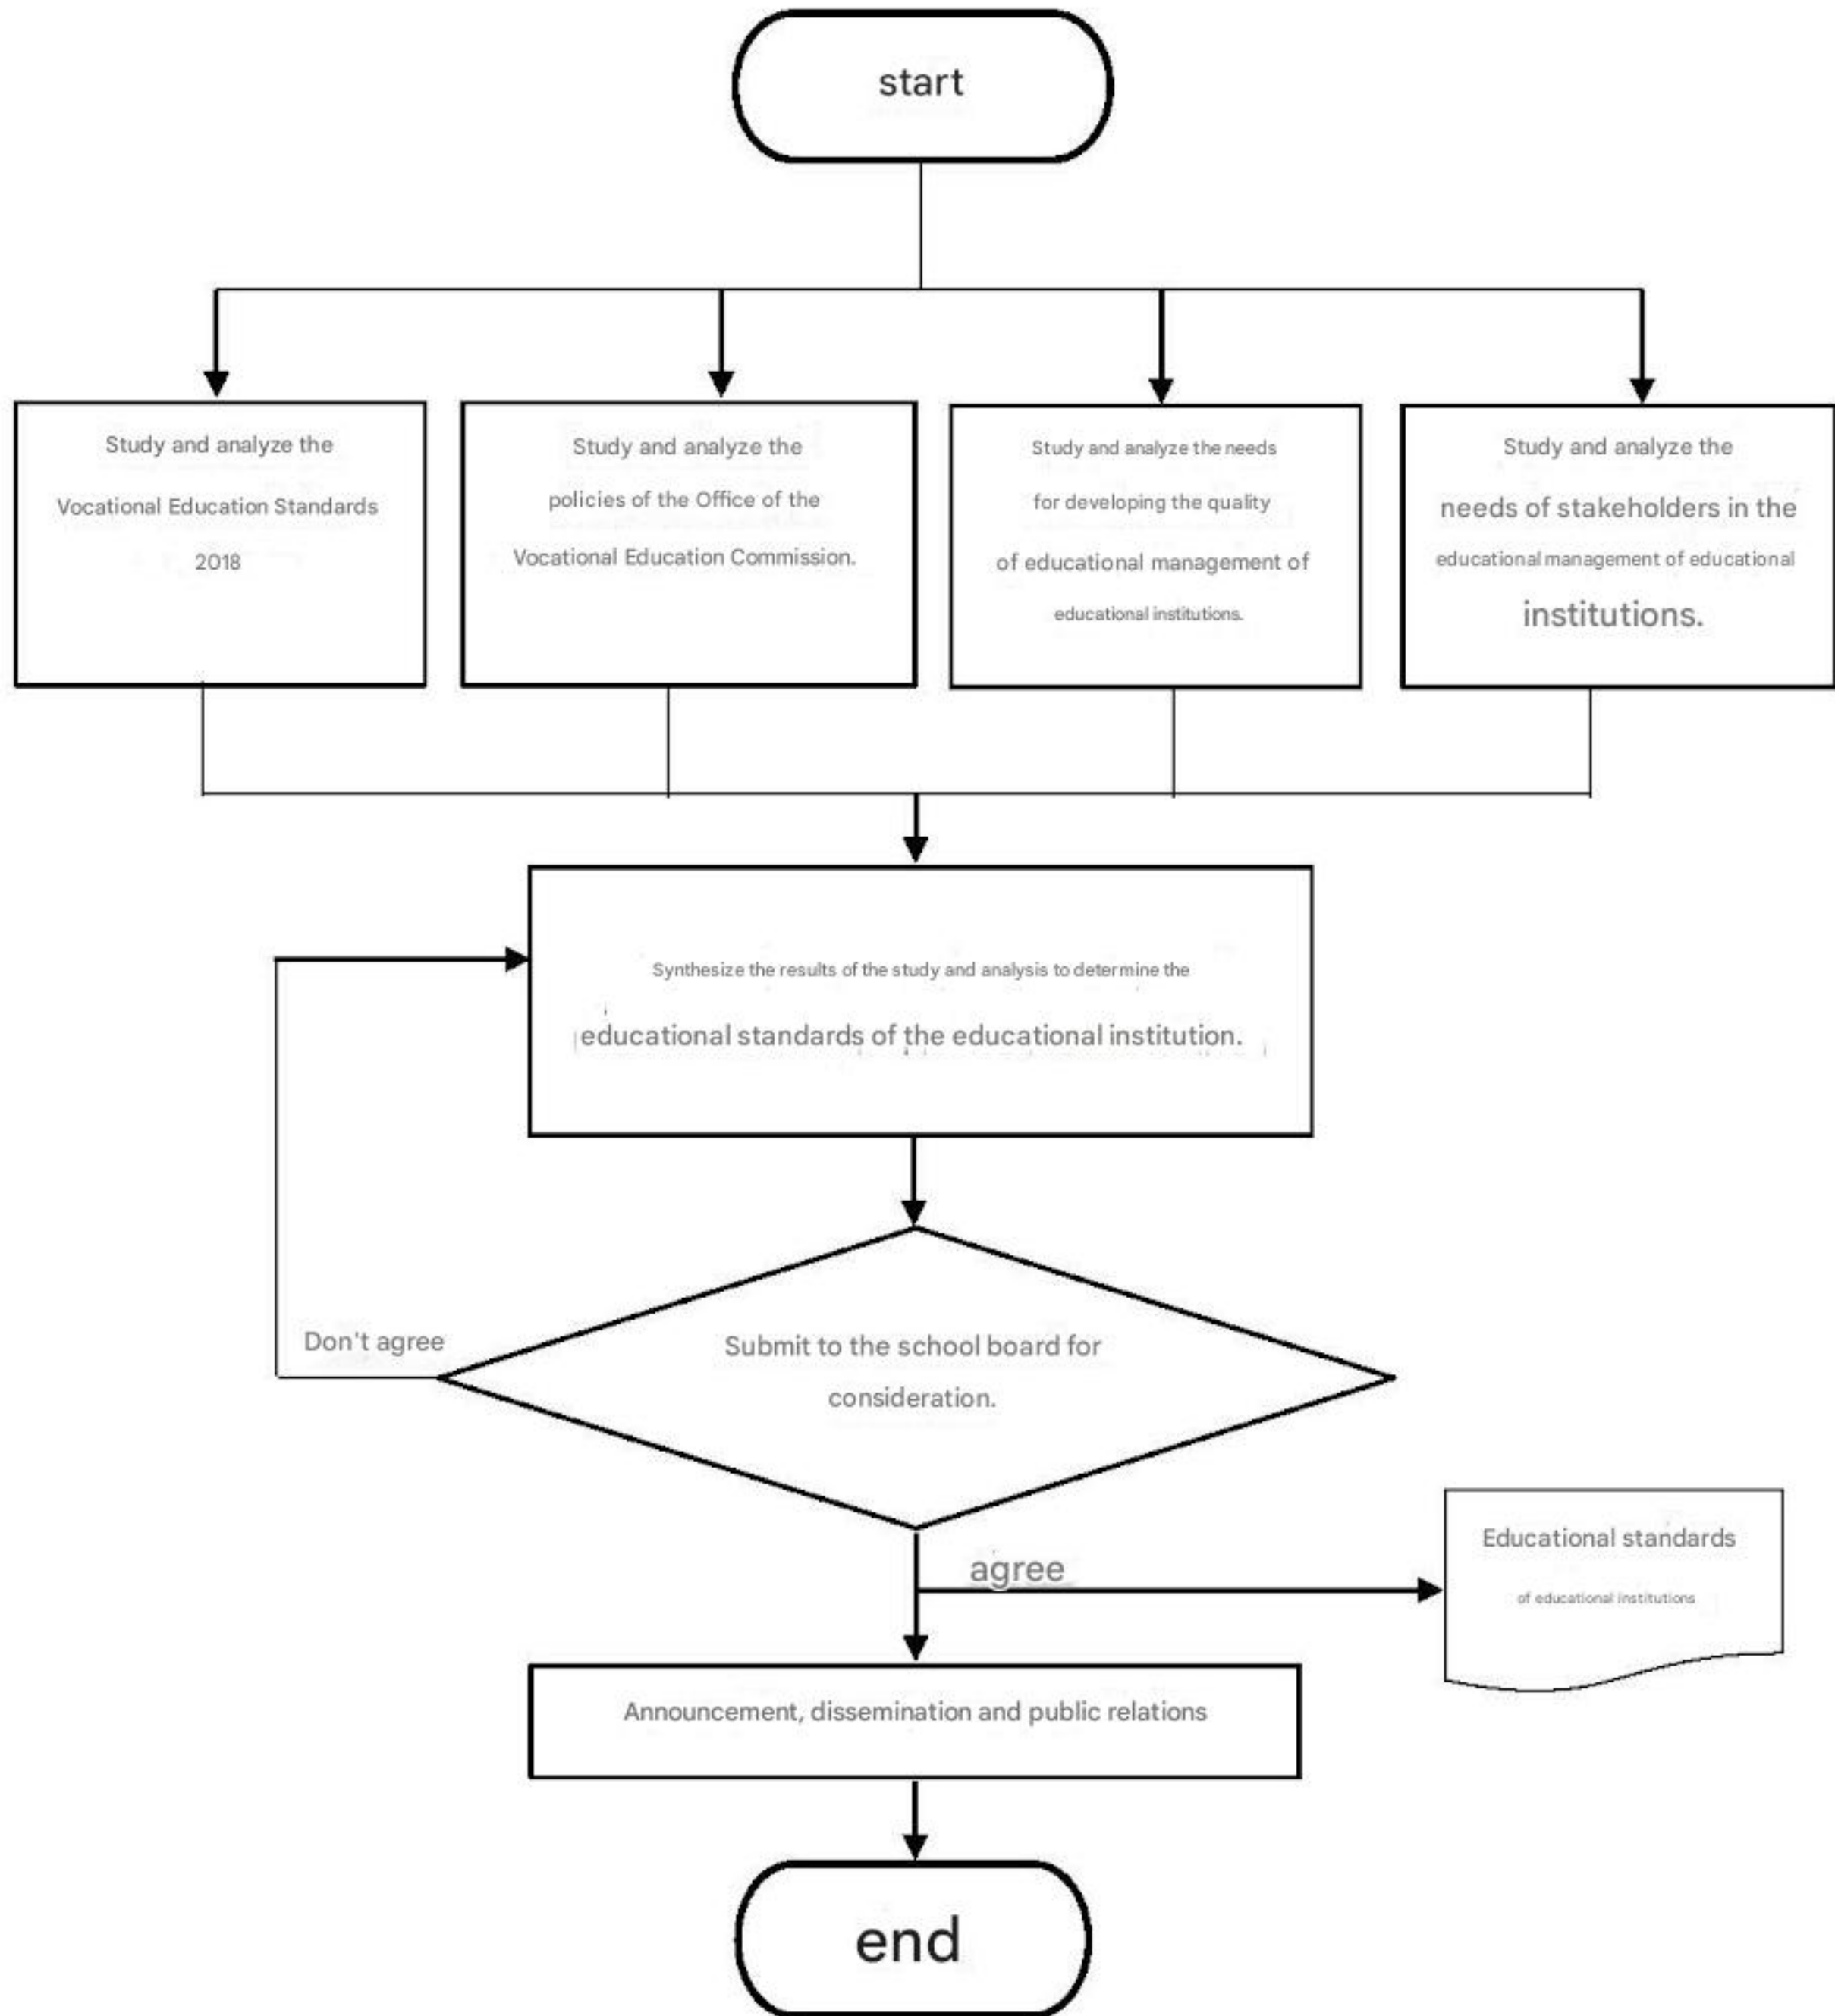 start
Study and analyze the
Vocational Education Standards
2018
Study and analyze the
policies of the Office of the
Vocational Education Commission.
Study and analyze the needs
for developing the quality
of educational management of
educational institutions.
Study and analyze the
needs of stakeholders in the
educational management of educational
institutions.
Synthesize the results of the study and analysis to determine the
educational standards of the educational institution.
Don't agree
Submit to the school board for
consideration.
agree
Educational standards
of educational institutions
Announcement, dissemination and public relations
end